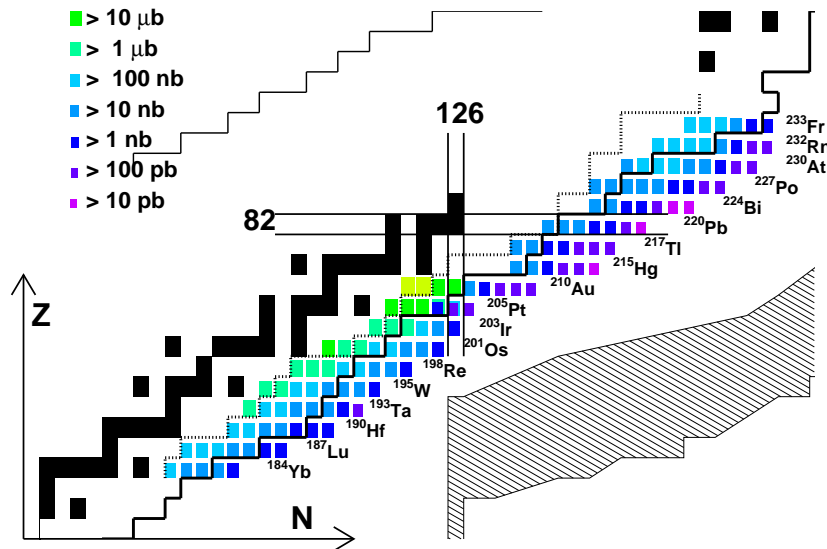 > 10 μb
> 1 μb
> 100 nb
> 10 nb
> 1 nb
> 100 pb
> 10 pb
126
82
Z
N
233Fr
232Rn
230At
227Po
224Bi
220Pb
217Tl
215Hg
210Au
205Pt
203Ir
201Os
198Re
195W
193Ta
190Hf
187Lu
184Yb